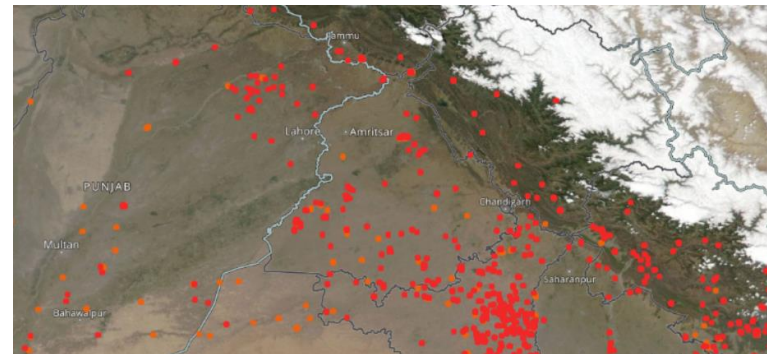 Jammu
Lahore
Amritsar
PUNJAB
Chandigarh
Multan
Saharanpur
Bahawalpur